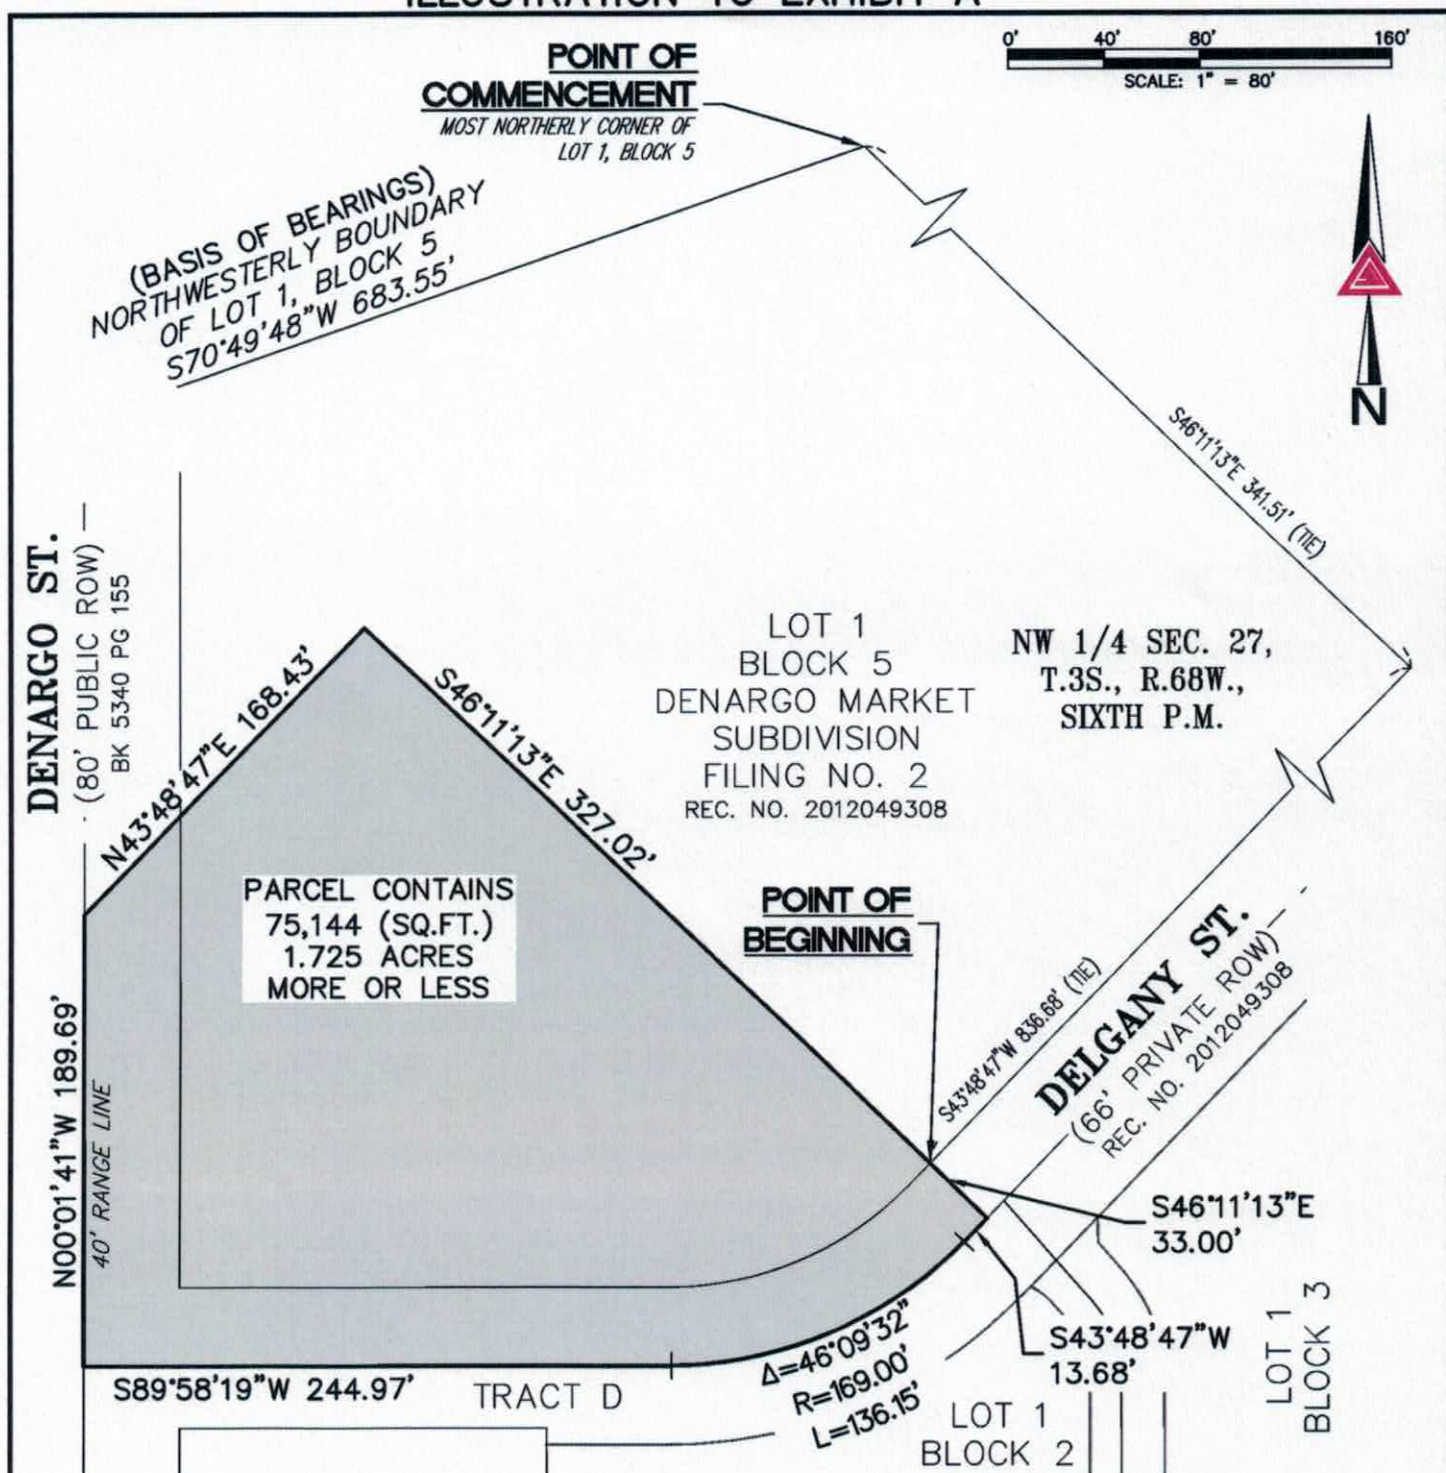 ILLUSTRATION TO EXHIBIT A
POINT OF
COMMENCEMENT
MOST NORTHERLY CORNER OF
LOT 1, BLOCK 5
0' 40' 80' 160'
SCALE: 1" = 80'
(BASIS OF BEARINGS)
NORTHWESTERLY BOUNDARY
OF LOT 1, BLOCK 5
S70°49'48"W 683.55'
N
S46°11'13"E 341.51' (TIE)
DENARGO ST.
(80' PUBLIC ROW)
BK 5340 PG 155
LOT 1
BLOCK 5
DENARGO MARKET
SUBDIVISION
FILING NO. 2
REC. NO. 2012049308
NW 1/4 SEC. 27,
T.3S., R.68W.,
SIXTH P.M.
N43°48'47"E 168.43'
S46°11'13"E 327.02'
PARCEL CONTAINS
75,144 (SQ.FT.)
1.725 ACRES
MORE OR LESS
POINT OF
BEGINNING
S43°48'47"W 836.68' (TIE)
DELGANY ST.
(66' PRIVATE ROW)
REC. NO. 2012049308
N00°01'41"W 189.69'
40' RANGE LINE
S46°11'13"E
33.00'
S43°48'47"W
13.68'
Δ=46°09'32"
R=169.00'
L=136.15'
S89°58'19"W 244.97'
TRACT D
LOT 1
BLOCK 2
LOT 1
BLOCK 3